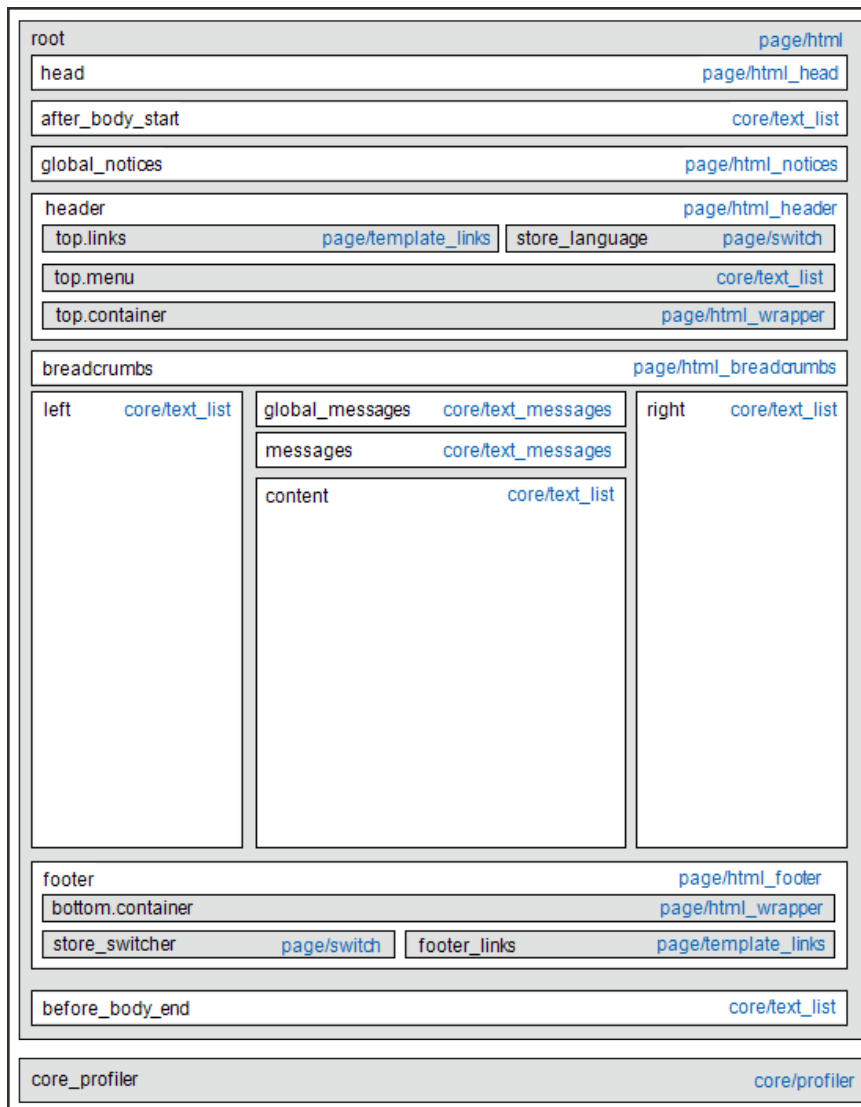 root page/html
head page/html_head
after_body_start core/text_list
global_notices page/html_notices
header page/html_header
top.links page/template_links store_language page/switch
top.menu core/text_list
top.container page/html_wrapper
breadcrumbs page/html_breadcrumbs
left core/text_list global_messages core/text_messages right core/text_list
messages core/text_messages
content core/text_list
footer page/html_footer
bottom.container page/html_wrapper
store_switcher page/switch footer_links page/template_links
before_body_end core/text_list
core_profiler core/profiler